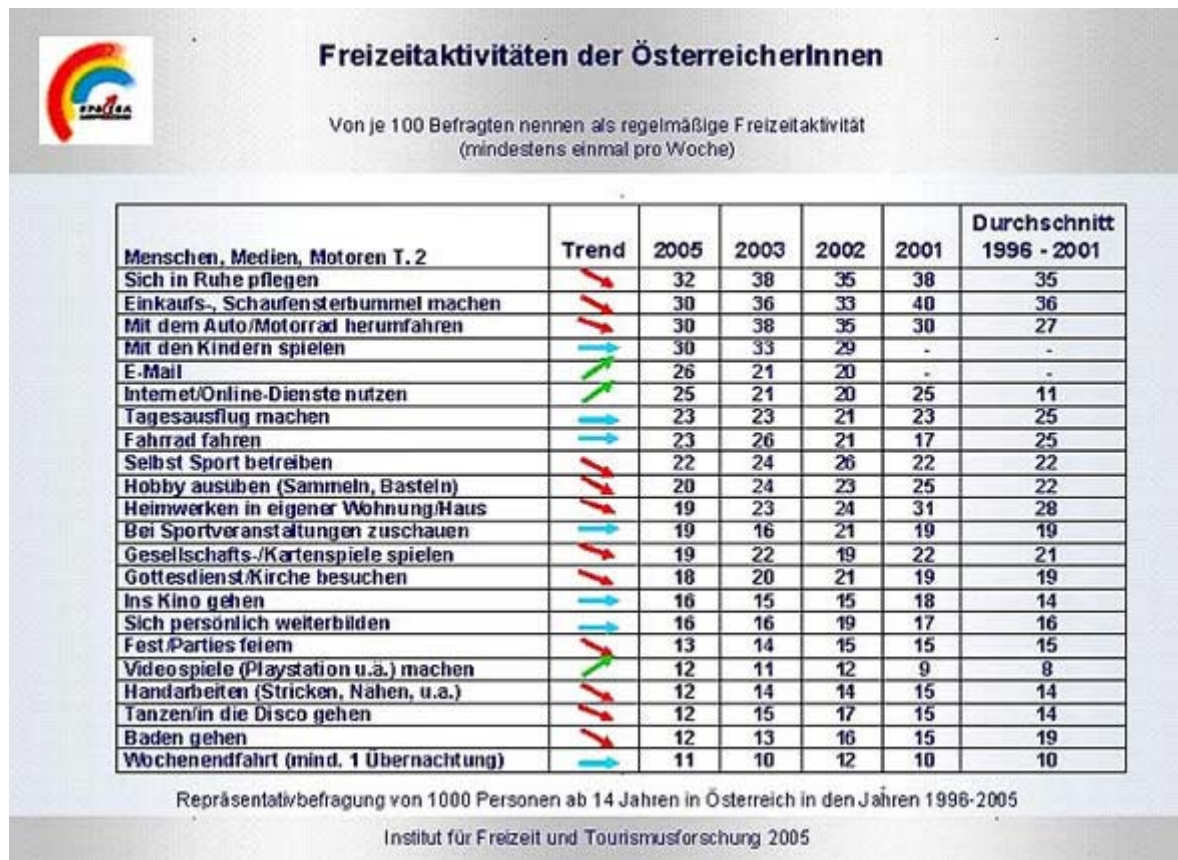 Freizeitaktivitäten der ÖsterreicherInnen
Von je 100 Befragten nennen als regelmäßige Freizeitaktivität
(mindestens einmal pro Woche)
Menschen, Medien, Motoren T. 2 Trend 2005 2003 2002 2001 Durchschnitt 1996 - 2001
Sich in Ruhe pflegen 32 38 35 38 35
Einkaufs-, Schaufensterbummel machen 30 36 33 40 36
Mit dem Auto/Motorrad herumfahren 30 38 35 30 27
Mit den Kindern spielen 30 33 29 - -
E-Mail 26 21 20 - -
Internet/Online-Dienste nutzen 25 21 20 25 11
Tagesausflug machen 23 23 21 23 25
Fahrrad fahren 23 26 21 17 25
Selbst Sport betreiben 22 24 26 22 22
Hobby ausüben (Sammeln, Basteln) 20 24 23 25 22
Heimwerken in eigener Wohnung/Haus 19 23 24 31 28
Bei Sportveranstaltungen zuschauen 19 16 21 19 19
Gesellschafts-/Kartenspiele spielen 19 22 19 22 21
Gottesdienst/Kirche besuchen 18 20 21 19 19
Ins Kino gehen 16 15 15 18 14
Sich persönlich weiterbilden 16 16 19 17 16
Fest/Parties feiern 13 14 15 15 15
Videospiele (Playstation u.ä.) machen 12 11 12 9 8
Handarbeiten (Stricken, Nähen, u.a.) 12 14 14 15 14
Tanzen/in die Disco gehen 12 15 17 15 14
Baden gehen 12 13 16 15 19
Wochenendfahrt (mind. 1 Übernachtung) 11 10 12 10 10
Repräsentativbefragung von 1000 Personen ab 14 Jahren in Österreich in den Jahren 1996-2005
Institut für Freizeit und Tourismusforschung 2005